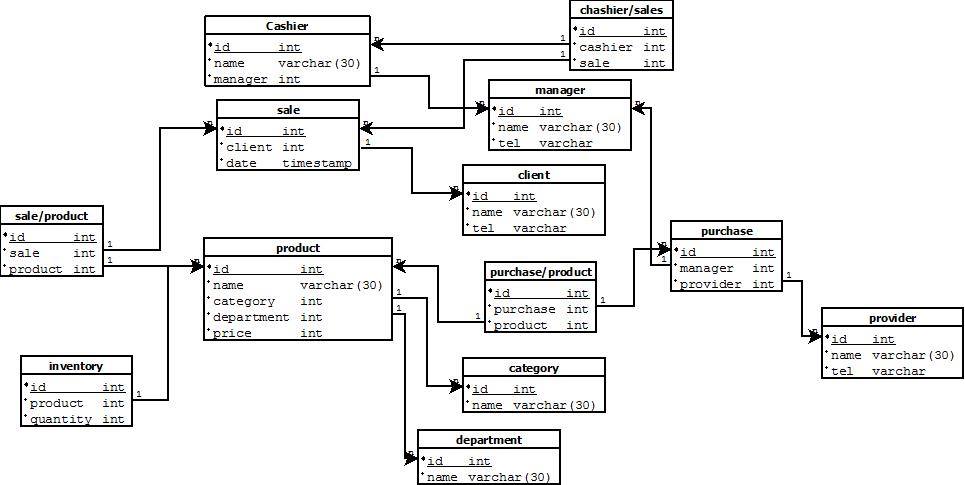 Cashier
id int
name varchar(30)
manager int
chashier/sales
id int
cashier int
sale int
1
1
n
1
manager
id int
name varchar(30)
tel varchar
n
n
sale
id int
client int
date timestamp
n
n
1
client
id int
name varchar(30)
tel varchar
n
sale/product
id int
sale int
product int
1
1
product
id int
name varchar(30)
category int
department int
price int
n
n
1
1
purchase/product
id int
purchase int
product int
1
1
purchase
id int
manager int
provider int
n
1
1
provider
id int
name varchar(30)
tel varchar
n
inventory
id int
product int
quantity int
1
category
id int
name varchar(30)
n
department
id int
name varchar(30)
n